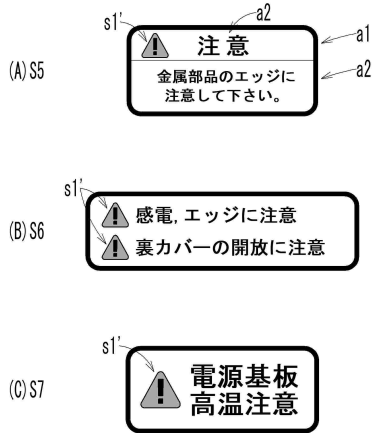 s1' a2
注意 a1
(A)S5 金属部品のエッジに a2
注意して下さい。
s1'
感電,エッジに注意
(B)S6
裏カバーの開放に注意
s1'
電源基板
(C)S7
高温注意